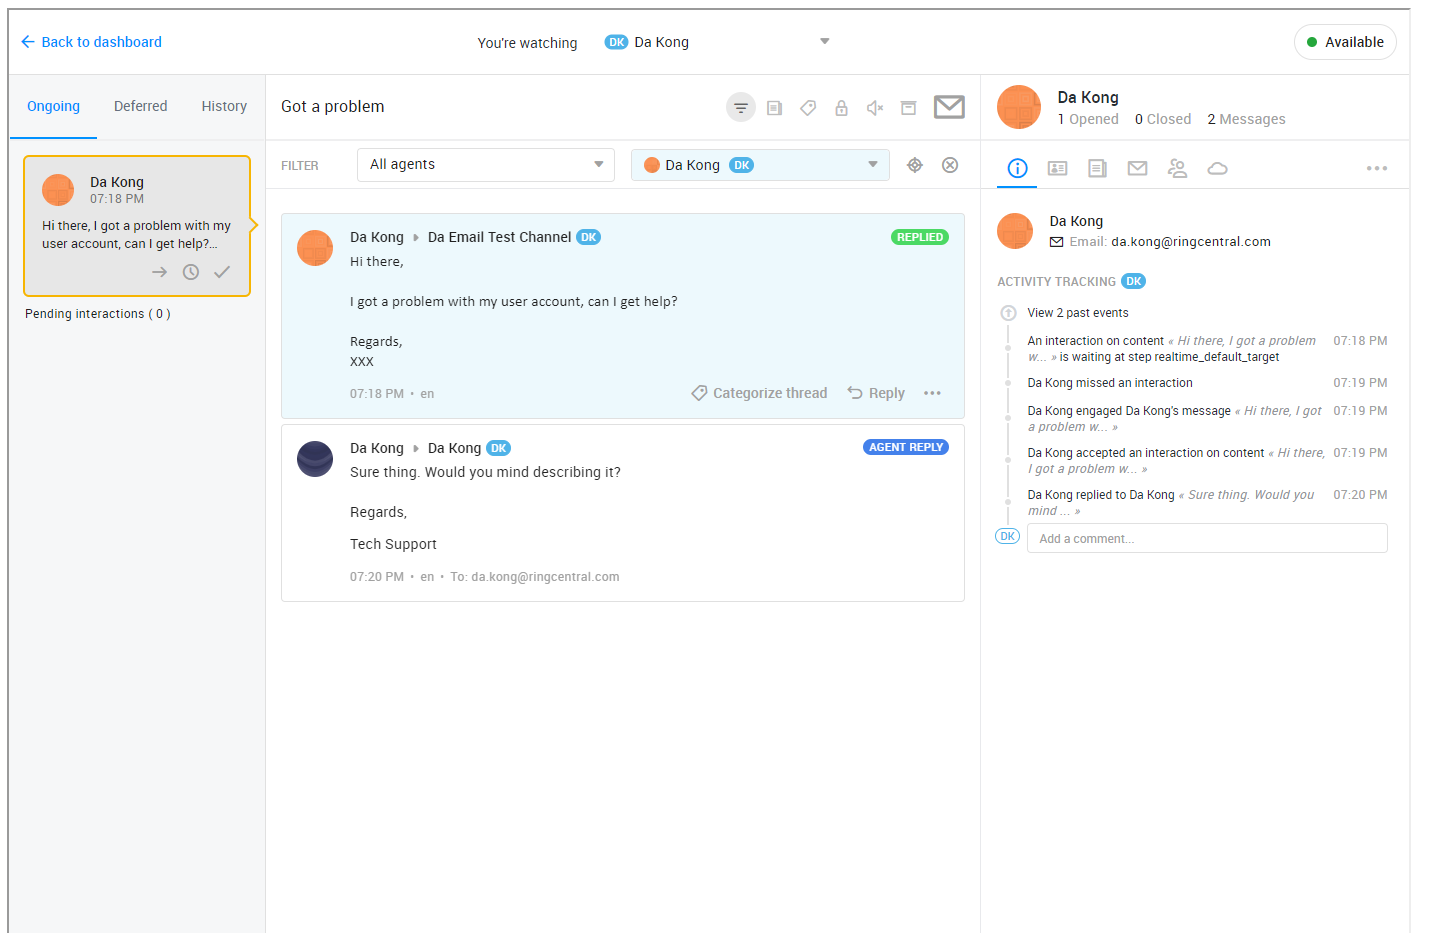 Back to dashboard
You're watching DK Da Kong
Available
Ongoing Deferred History
Da Kong
07:18 PM
Hi there, I got a problem with my
user account, can I get help?...
Pending interactions ( 0 )
Got a problem
FILTER All agents Da Kong DK
Da Kong Da Email Test Channel DK REPLIED
Hi there,
I got a problem with my user account, can I get help?
Regards,
XXX
07:18 PM • en Categorize thread Reply
Da Kong Da Kong DK AGENT REPLY
Sure thing. Would you mind describing it?
Regards,
Tech Support
07:20 PM • en • To: da.kong@ringcentral.com
Da Kong
1 Opened 0 Closed 2 Messages
Da Kong
Email: da.kong@ringcentral.com
ACTIVITY TRACKING DK
View 2 past events
An interaction on content « Hi there, I got a problem 07:18 PM
w... » is waiting at step realtime_default_target
Da Kong missed an interaction 07:19 PM
Da Kong engaged Da Kong's message « Hi there, I got 07:19 PM
a problem w... »
Da Kong accepted an interaction on content « Hi there, 07:19 PM
I got a problem w... »
Da Kong replied to Da Kong « Sure thing. Would you 07:20 PM
mind ... »
DK Add a comment...